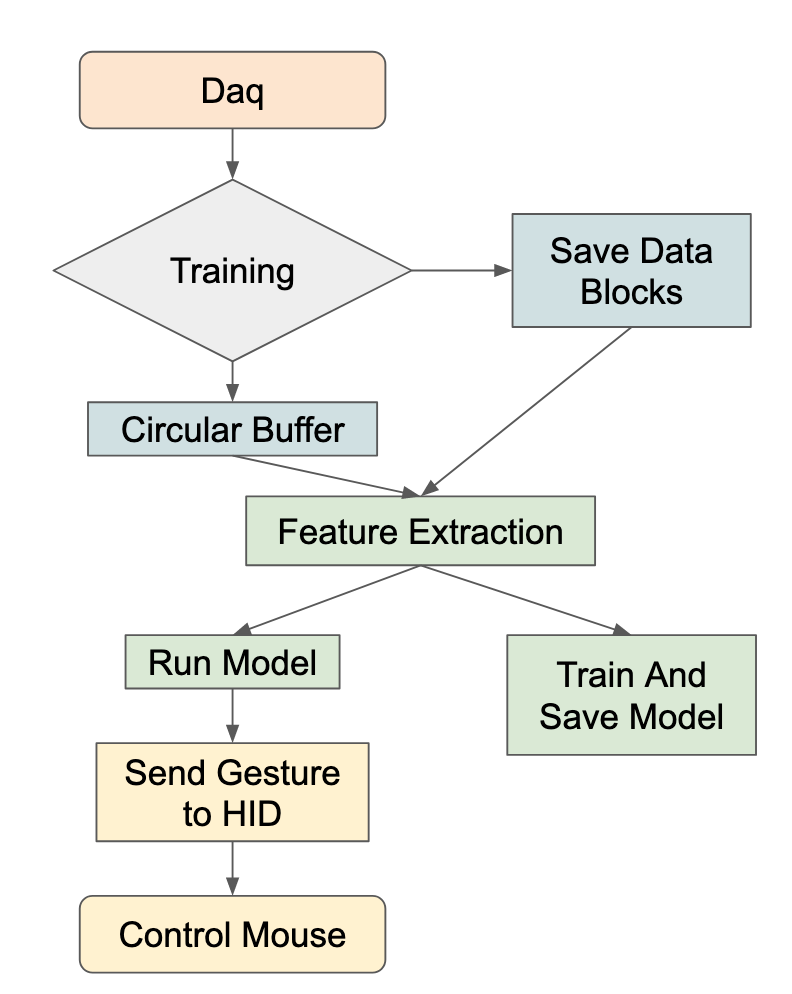 Daq
Training
Save Data
Blocks
Circular Buffer
Feature Extraction
Run Model
Train And
Save Model
Send Gesture
to HID
Control Mouse